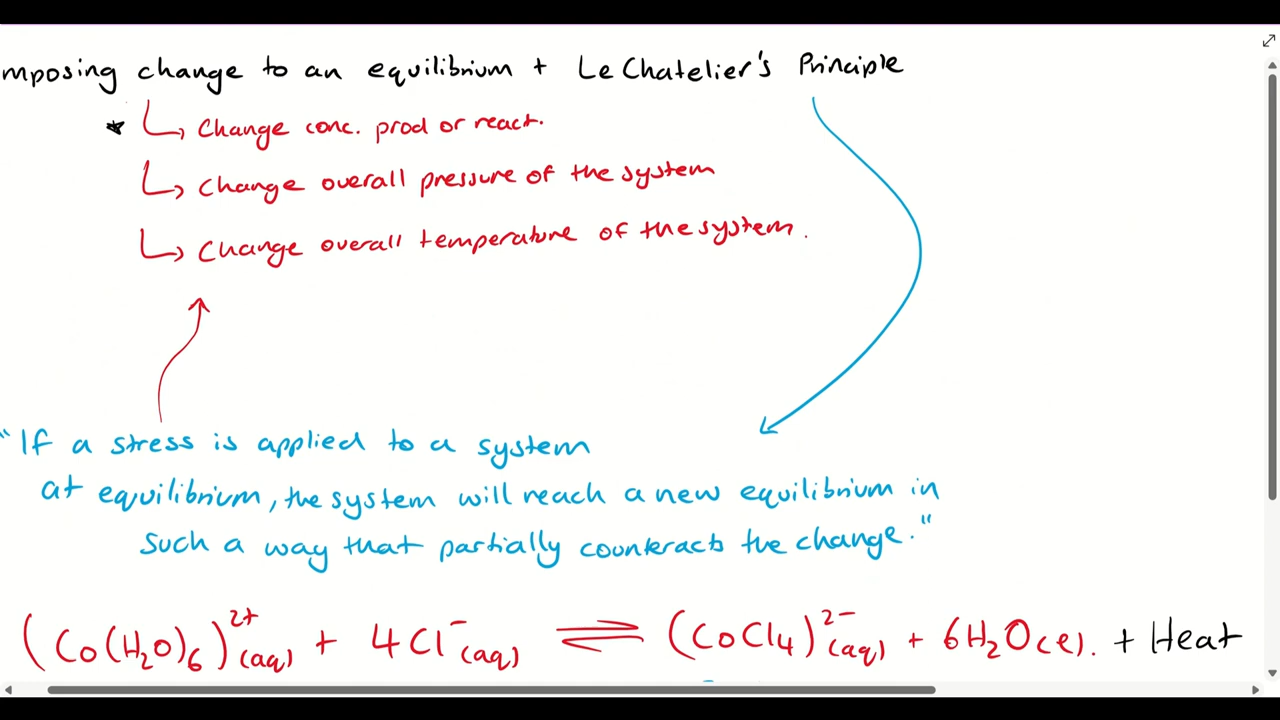 mposing change to an equilibrium + Le Chatelier's Principle
* ↳ Change conc. prod or react.
↳ Change overall pressure of the system
↳ Change overall temperature of the system.
"If a stress is applied to a system
at equilibrium, the system will reach a new equilibrium in
such a way that partially counteracts the change."
(Co(H₂O)₆)²⁺(aq) + 4Cl⁻(aq) ⇌ (CoCl₄)²⁻(aq) + 6H₂O(l). + Heat